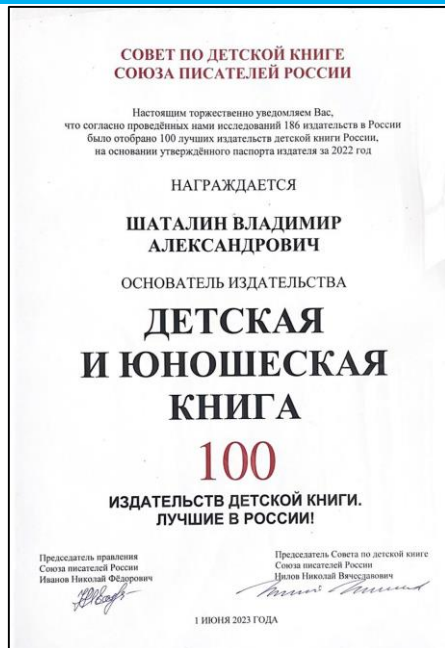 СОВЕТ ПО ДЕТСКОЙ КНИГЕ
СОЮЗА ПИСАТЕЛЕЙ РОССИИ
Настоящим торжественно уведомляем Вас,
что согласно проведённых нами исследований 186 издательств в России
было отобрано 100 лучших издательств детской книги России,
на основании утверждённого паспорта издателя за 2022 год
НАГРАЖДАЕТСЯ
ШАТАЛИН ВЛАДИМИР
АЛЕКСАНДРОВИЧ
ОСНОВАТЕЛЬ ИЗДАТЕЛЬСТВА
ДЕТСКАЯ
И ЮНОШЕСКАЯ
КНИГА
100
ИЗДАТЕЛЬСТВ ДЕТСКОЙ КНИГИ.
ЛУЧШИЕ В РОССИИ!
Председатель правления
Союза писателей России
Иванов Николай Фёдорович
Председатель Совета по детской книге
Союза писателей России
Нилов Николай Вячеславович
1 ИЮНЯ 2023 ГОДА